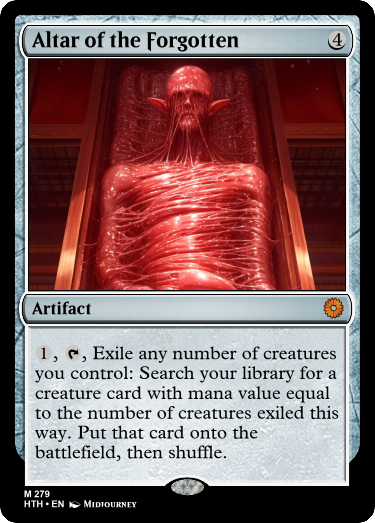 Altar of the Forgotten 4
Artifact
1, , Exile any number of creatures
you control: Search your library for a
creature card with mana value equal
to the number of creatures exiled this
way. Put that card onto the
battlefield, then shuffle.
M 279
HTH • EN Midjourney